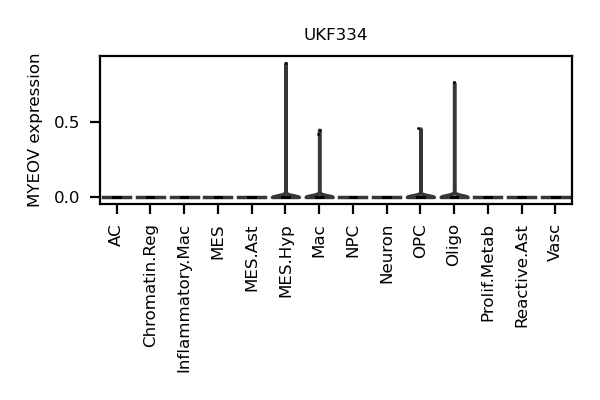 UKF334
MYEOV expression
0.5
0.0
AC
Chromatin.Reg
Inflammatory.Mac
MES
MES.Ast
MES.Hyp
Mac
NPC
Neuron
OPC
Oligo
Prolif.Metab
Reactive.Ast
Vasc